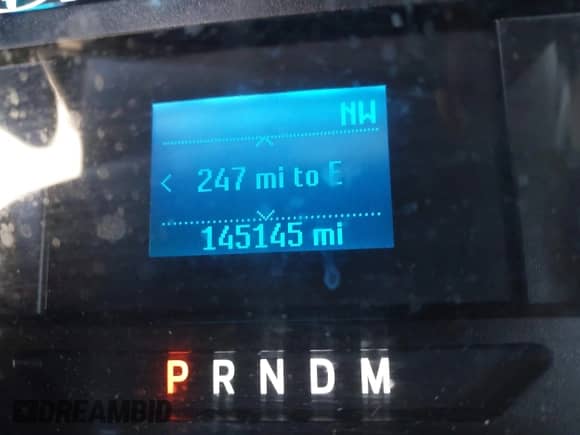 NW
< 247 mi to E
145145 mi
P R N D M
DREAMBID